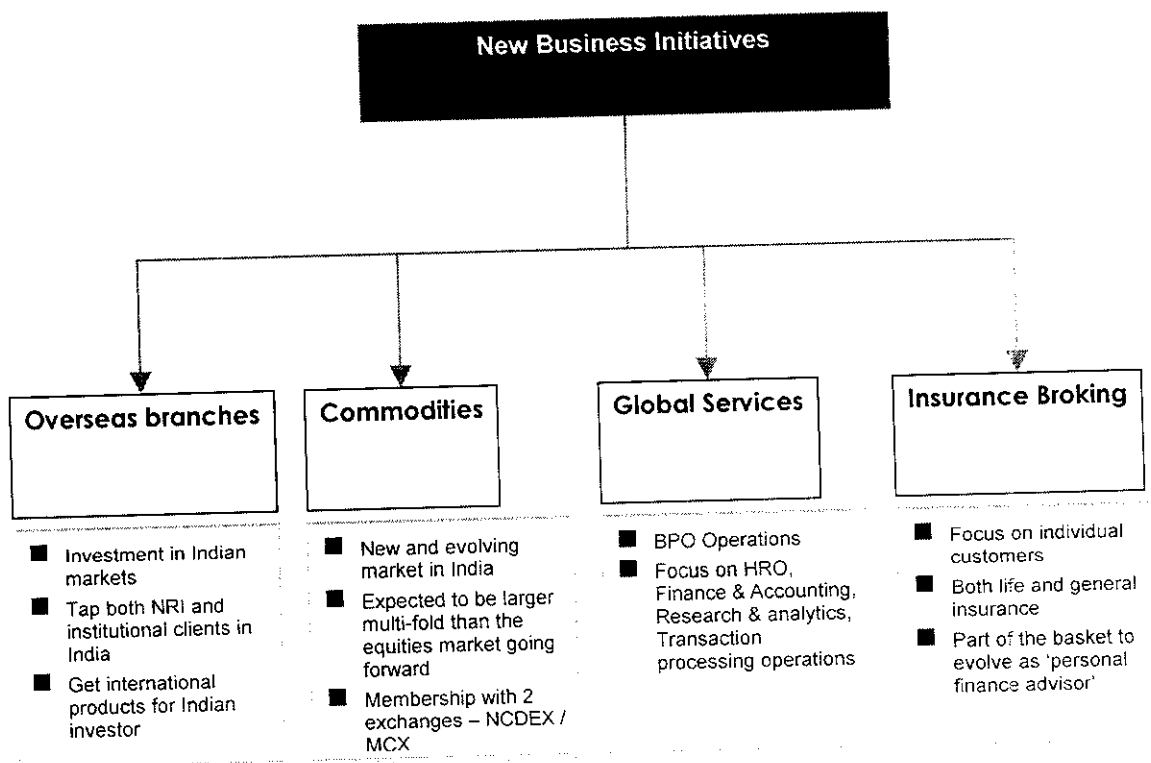 New Business Initiatives
Overseas branches
Commodities
Global Services
Insurance Broking
■ Investment in Indian
markets
■ Tap both NRI and
institutional clients in
India
■ Get international
products for Indian
investor
■ New and evolving
market in India
■ Expected to be larger
multi-fold than the
equities market going
forward
■ Membership with 2
exchanges – NCDEX /
MCX
■ BPO Operations
■ Focus on HRO,
Finance & Accounting,
Research & analytics,
Transaction
processing operations
■ Focus on individual
customers
■ Both life and general
insurance
■ Part of the basket to
evolve as ‘personal
finance advisor’